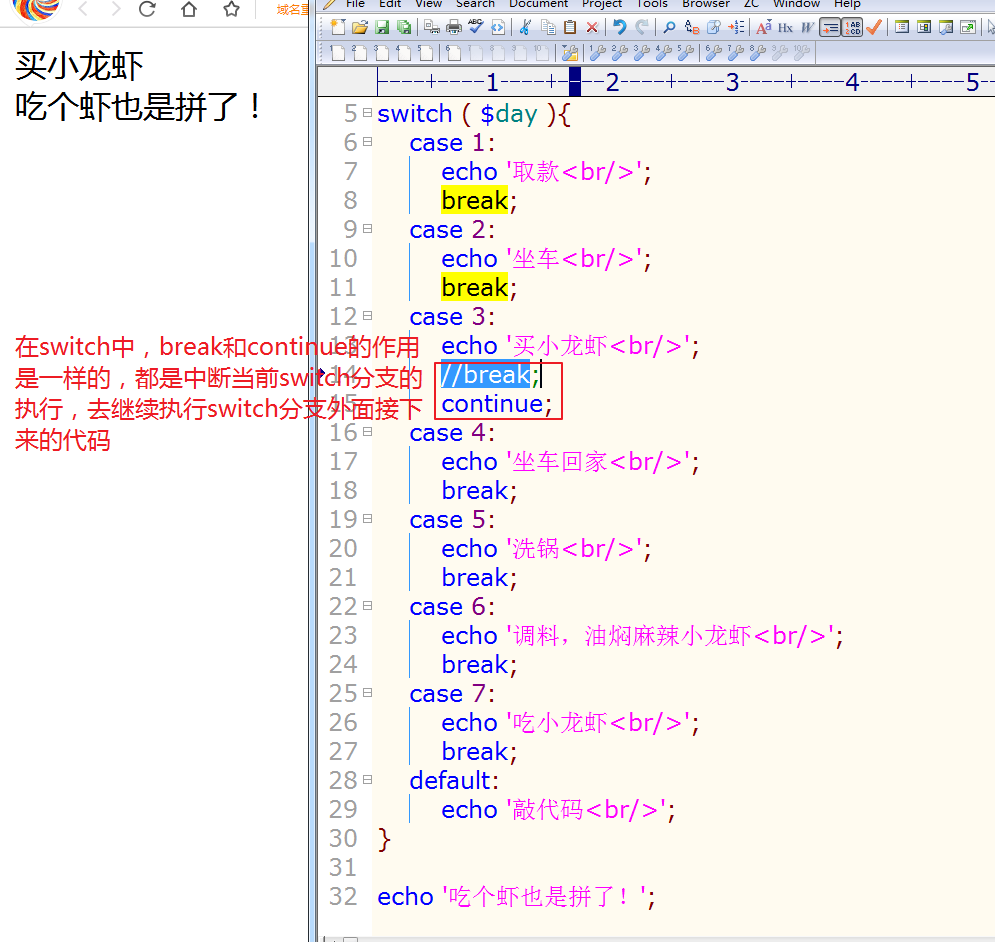 File Edit View Search Document Project Tools Browser ZC Window Help
域名重
买小龙虾
吃个虾也是拼了！
1 2 3 4 5
5 switch ( $day ){
6 case 1:
7 echo '取款<br/>';
8 break;
9 case 2:
10 echo '坐车<br/>';
11 break;
12 case 3:
13 echo '买小龙虾<br/>';
14 //break;
15 continue;
16 case 4:
17 echo '坐车回家<br/>';
18 break;
19 case 5:
20 echo '洗锅<br/>';
21 break;
22 case 6:
23 echo '调料，油焖麻辣小龙虾<br/>';
24 break;
25 case 7:
26 echo '吃小龙虾<br/>';
27 break;
28 default:
29 echo '敲代码<br/>';
30 }
31
32 echo '吃个虾也是拼了！';
在switch中，break和continue的作用
是一样的，都是中断当前switch分支的
执行，去继续执行switch分支外面接下
来的代码